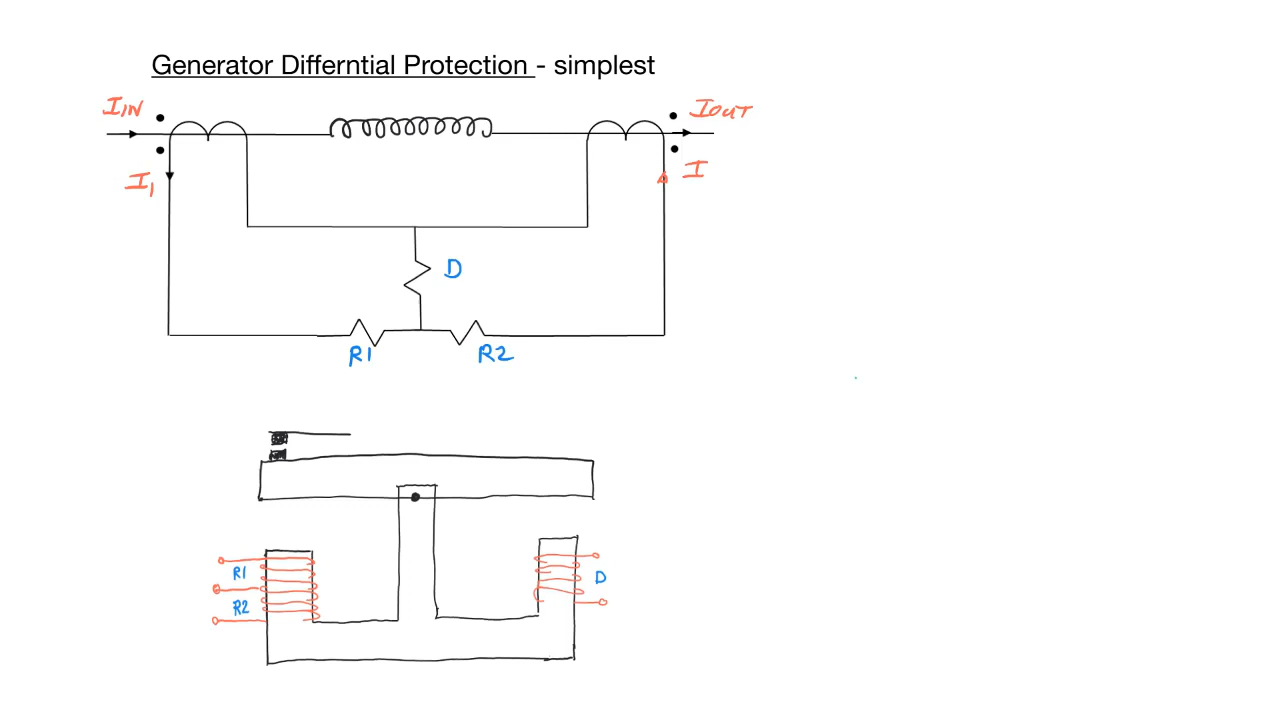 Generator Differntial Protection - simplest
IIN
IOUT
I1
I
D
R1
R2
R1
D
R2